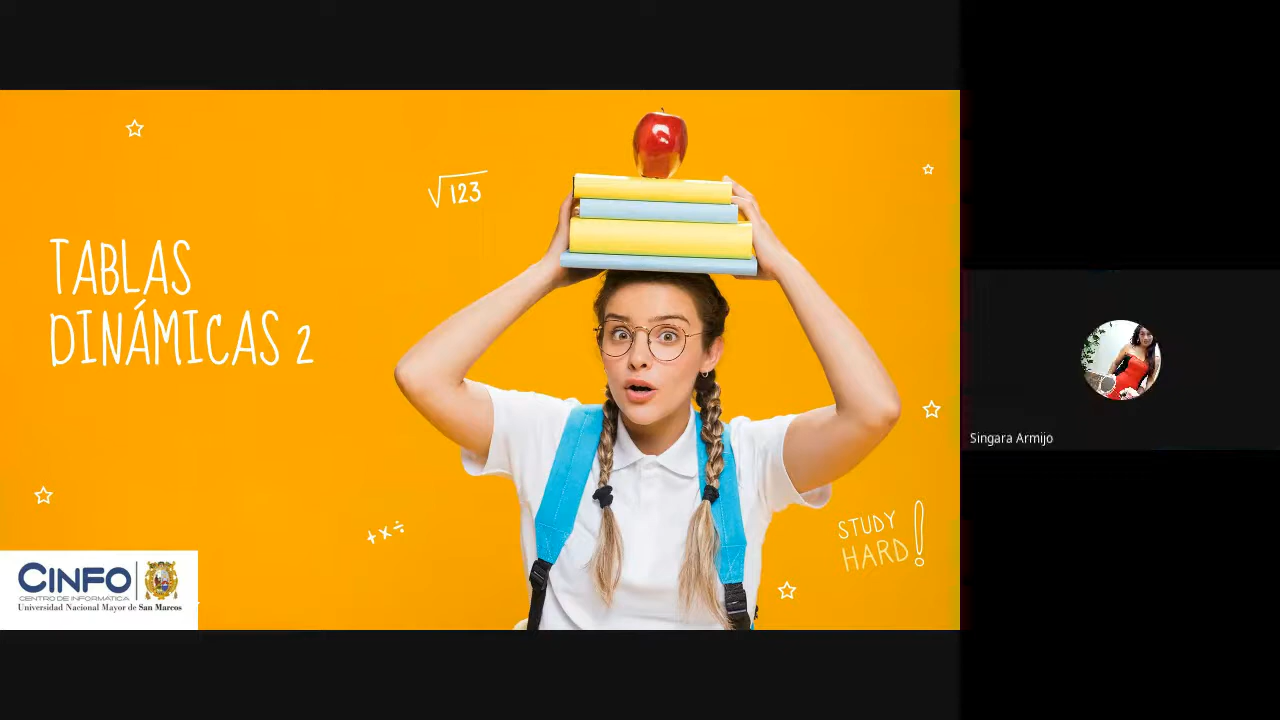 √123
TABLAS
DINÁMICAS 2
+ x ÷
STUDY
HARD!
CINFO
CENTRO DE INFORMÁTICA
Universidad Nacional Mayor de San Marcos
Singara Armijo